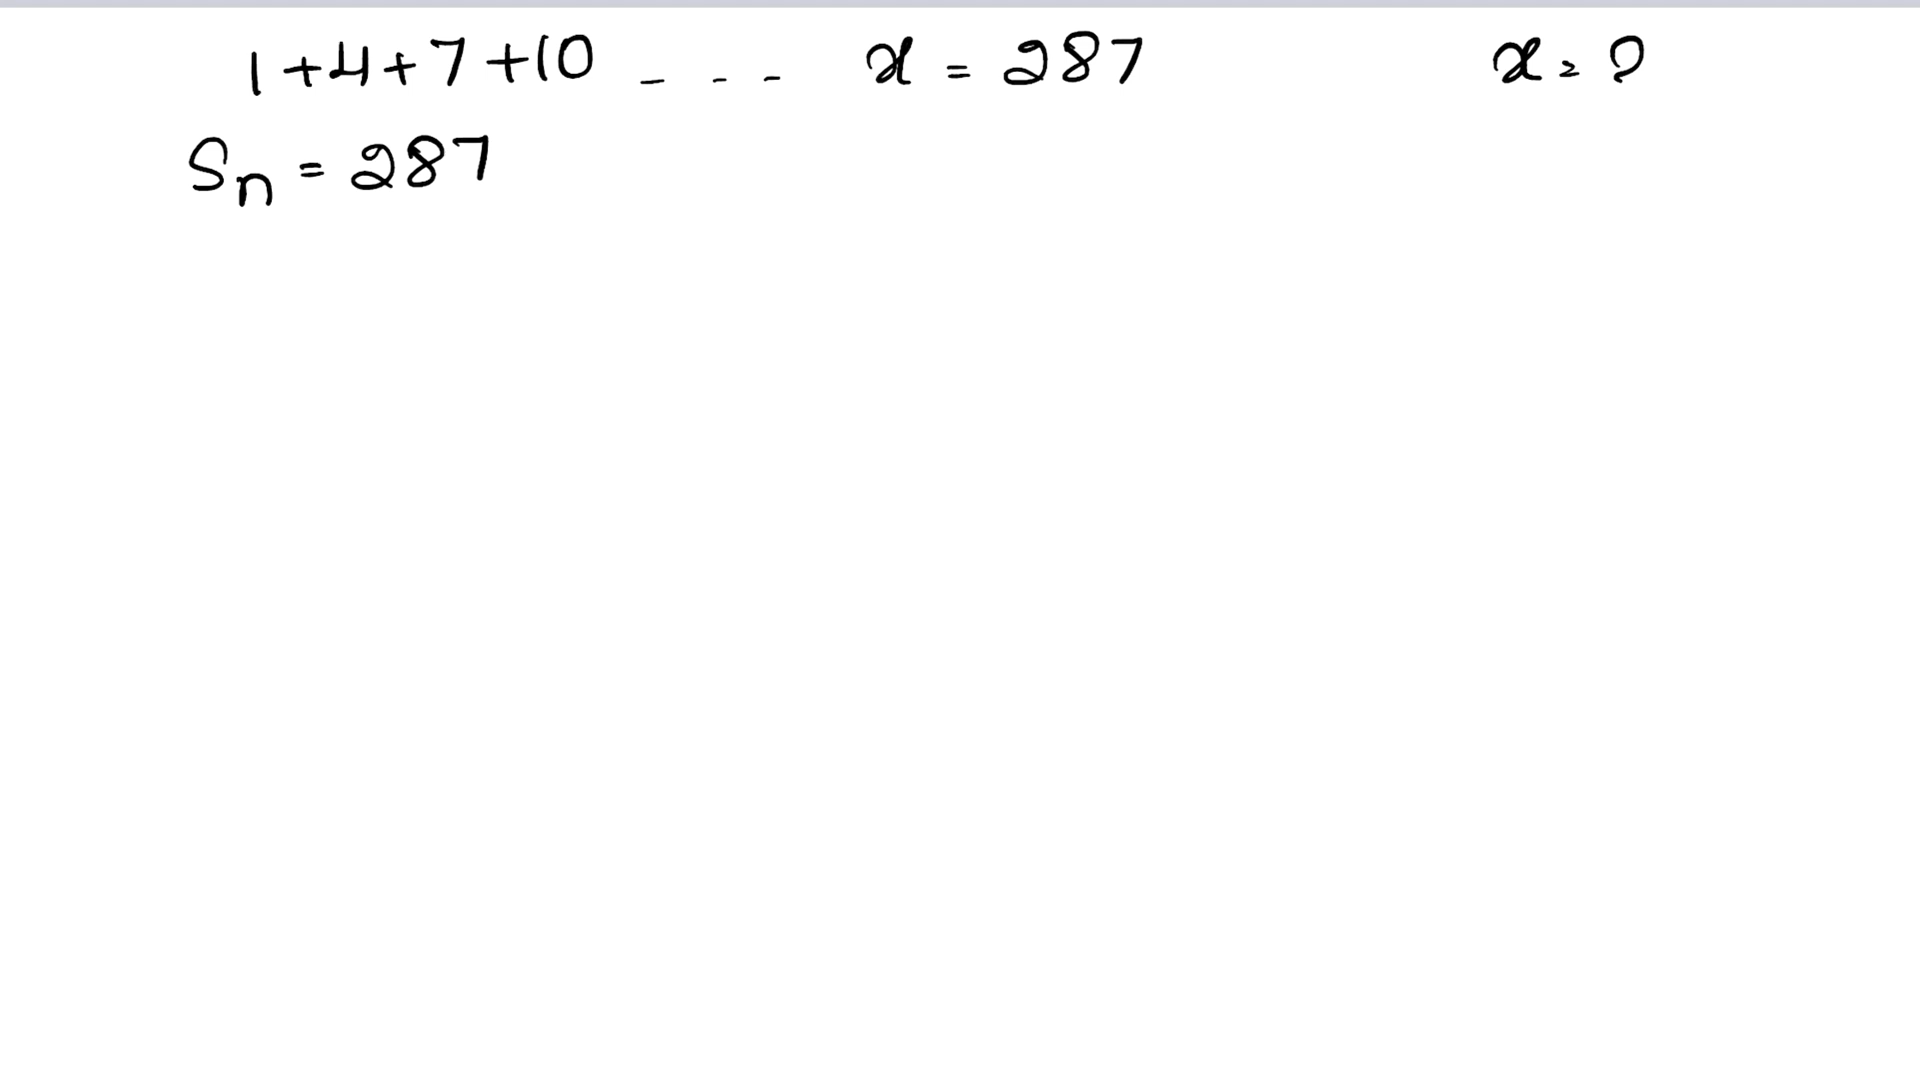 1 + 4 + 7 + 10 _ _ _ x = 287 x = ?
Sn = 287